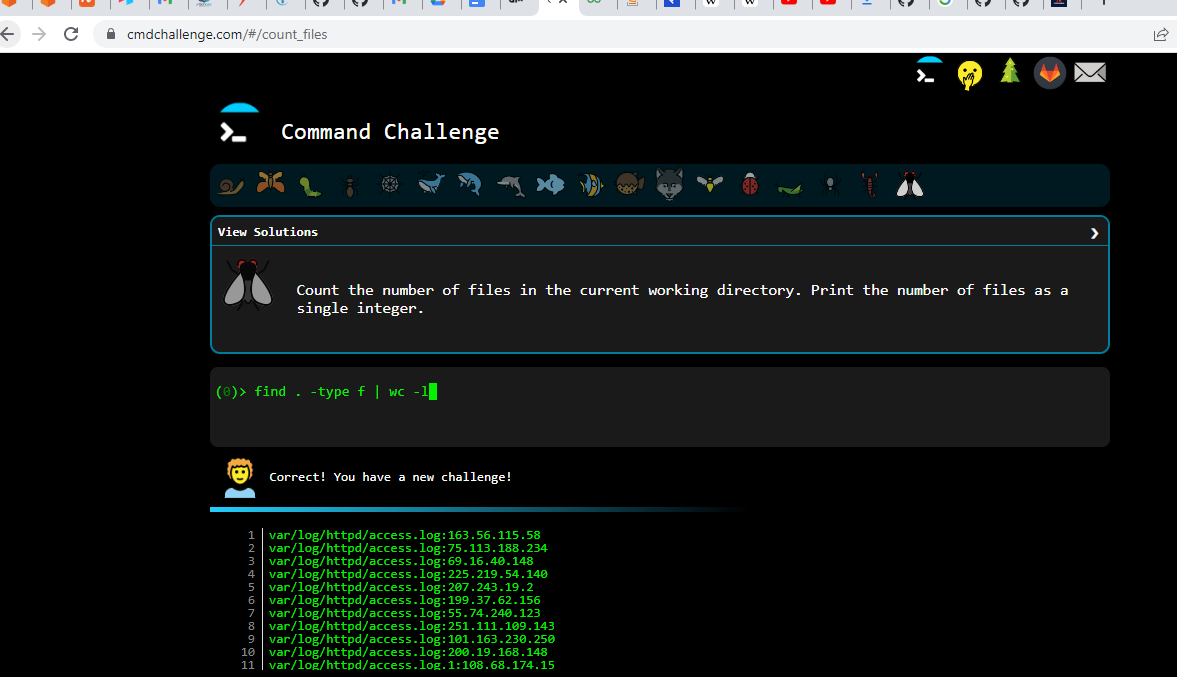 cmdchallenge.com/#/count_files
Command Challenge
View Solutions
Count the number of files in the current working directory. Print the number of files as a
single integer.
(0)> find . -type f | wc -l
Correct! You have a new challenge!
1 var/log/httpd/access.log:163.56.115.58
2 var/log/httpd/access.log:75.113.188.234
3 var/log/httpd/access.log:69.16.40.148
4 var/log/httpd/access.log:225.219.54.140
5 var/log/httpd/access.log:207.243.19.2
6 var/log/httpd/access.log:199.37.62.156
7 var/log/httpd/access.log:55.74.240.123
8 var/log/httpd/access.log:251.111.109.143
9 var/log/httpd/access.log:101.163.230.250
10 var/log/httpd/access.log:200.19.168.148
11 var/log/httpd/access.log.1:108.68.174.15